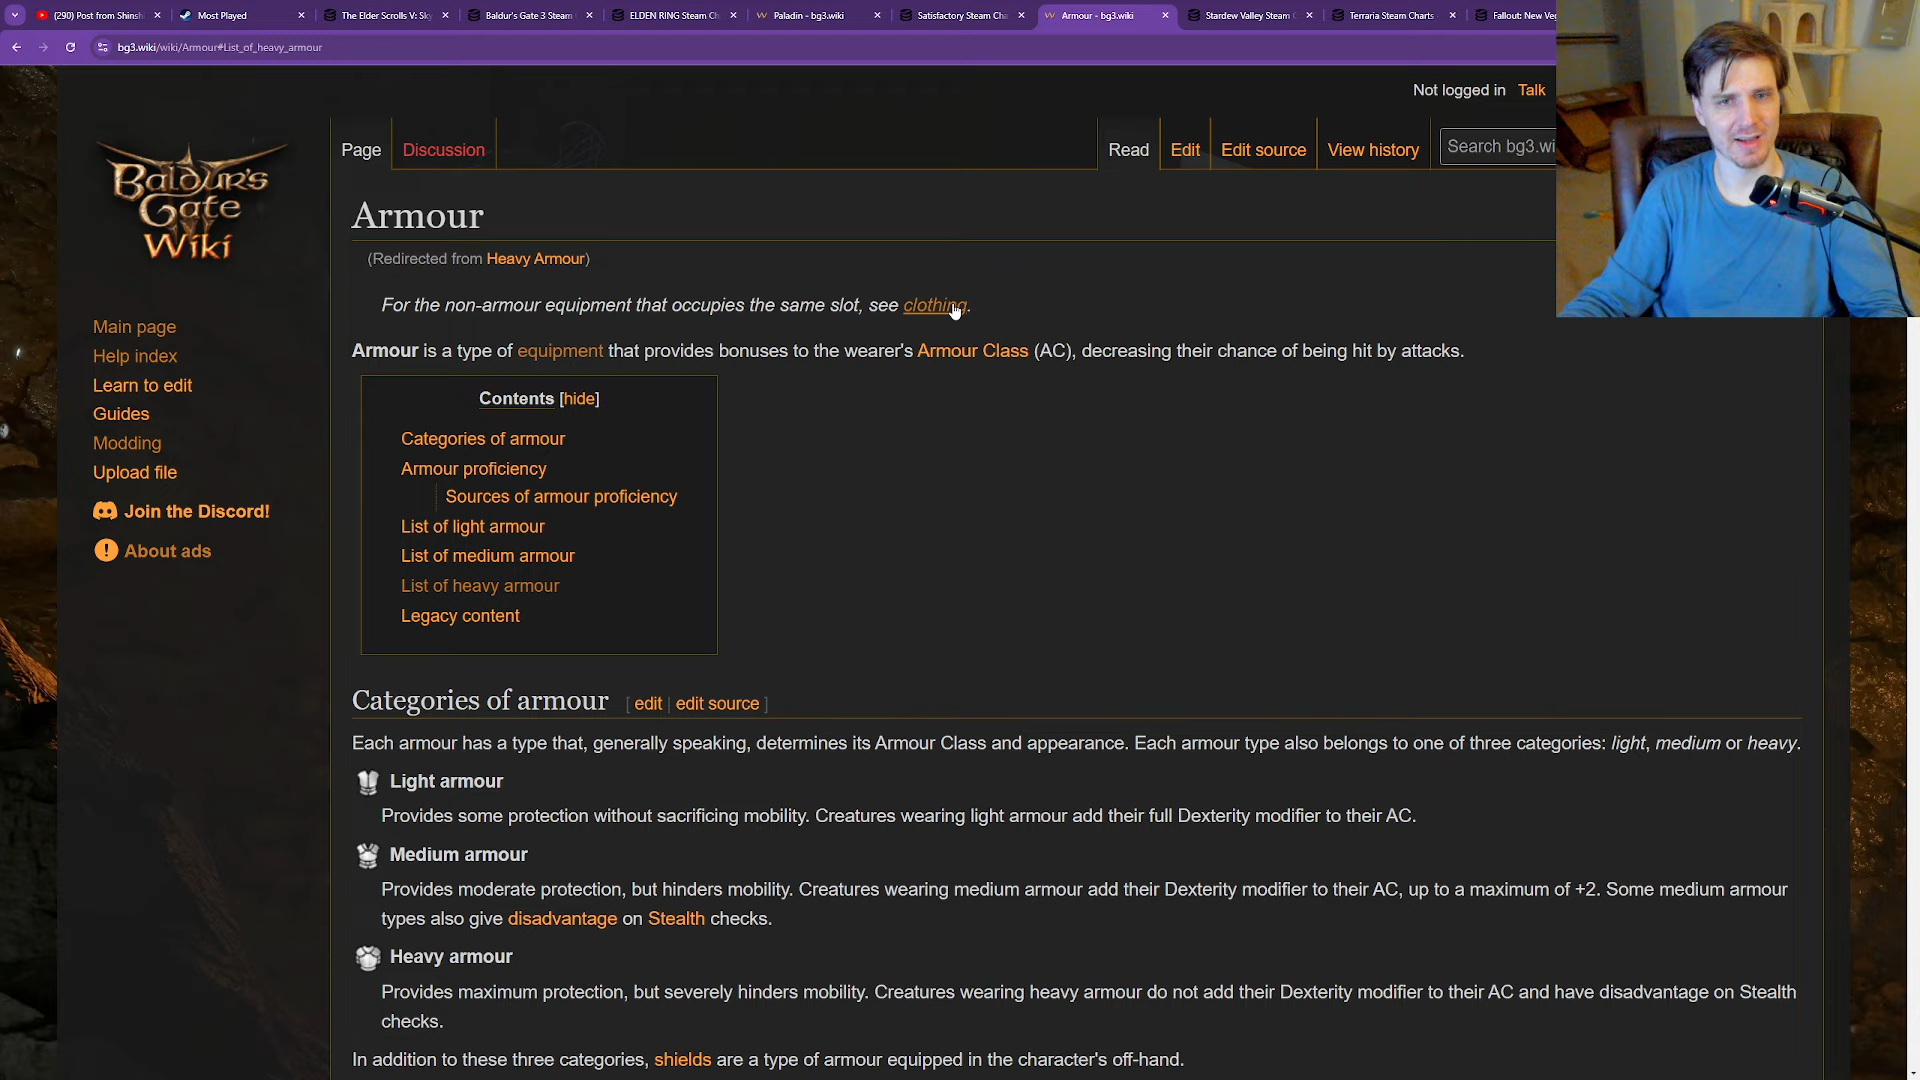 (290) Post from Shinsh
Most Played
The Elder Scrolls V: Sky
Baldur's Gate 3 Steam
ELDEN RING Steam Ch
Paladin - bg3.wiki
Satisfactory Steam Cha
Armour - bg3.wiki
Stardew Valley Steam
Terraria Steam Charts
Fallout: New Veg
bg3.wiki/wiki/Armour#List_of_heavy_armour
Not logged in Talk
Page Discussion Read Edit Edit source View history Search bg3.wi
Baldur's
Gate
Wiki
Main page
Help index
Learn to edit
Guides
Modding
Upload file
Join the Discord!
About ads
Armour
(Redirected from Heavy Armour)
For the non-armour equipment that occupies the same slot, see clothing.
Armour is a type of equipment that provides bonuses to the wearer's Armour Class (AC), decreasing their chance of being hit by attacks.
Contents [hide]
Categories of armour
Armour proficiency
Sources of armour proficiency
List of light armour
List of medium armour
List of heavy armour
Legacy content
Categories of armour [ edit | edit source ]
Each armour has a type that, generally speaking, determines its Armour Class and appearance. Each armour type also belongs to one of three categories: light, medium or heavy.
Light armour
Provides some protection without sacrificing mobility. Creatures wearing light armour add their full Dexterity modifier to their AC.
Medium armour
Provides moderate protection, but hinders mobility. Creatures wearing medium armour add their Dexterity modifier to their AC, up to a maximum of +2. Some medium armour
types also give disadvantage on Stealth checks.
Heavy armour
Provides maximum protection, but severely hinders mobility. Creatures wearing heavy armour do not add their Dexterity modifier to their AC and have disadvantage on Stealth
checks.
In addition to these three categories, shields are a type of armour equipped in the character's off-hand.